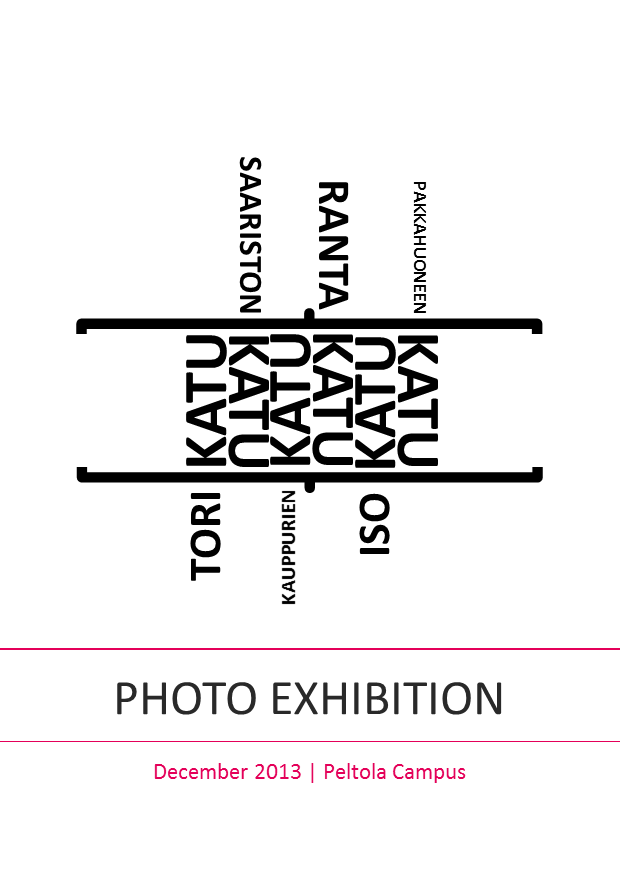 TORI KATU
SAARISTON KATU
KAUPPURIEN KATU
RANTA KATU
ISO KATU
PAKKAHUONEEN KATU
PHOTO EXHIBITION
December 2013 | Peltola Campus